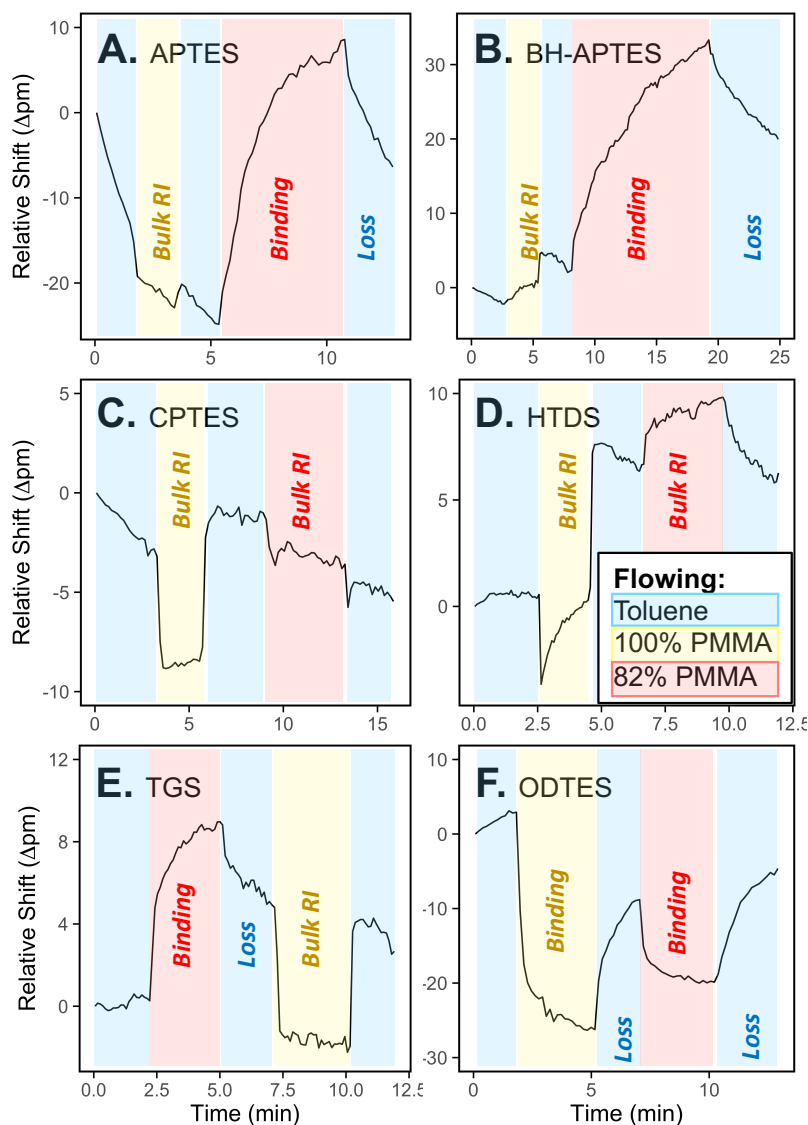 A. APTES
B. BH-APTES
10
0
-10
-20
Relative Shift (Δpm)
Bulk RI
Binding
Loss
0 5 10
30
20
10
0
Bulk RI
Binding
Loss
0 5 10 15 20 25
C. CPTES
D. HTDS
5
0
-5
-10
Relative Shift (Δpm)
Bulk RI
Bulk RI
0 5 10 15
10
5
0
Bulk RI
Bulk RI
Flowing:
Toluene
100% PMMA
82% PMMA
0.0 2.5 5.0 7.5 10.0 12.5
E. TGS
F. ODTES
12
8
4
0
Relative Shift (Δpm)
Binding
Loss
Bulk RI
0.0 2.5 5.0 7.5 10.0 12.5
Time (min)
10
0
-10
-20
-30
Binding
Loss
Binding
Loss
0 5 10
Time (min)